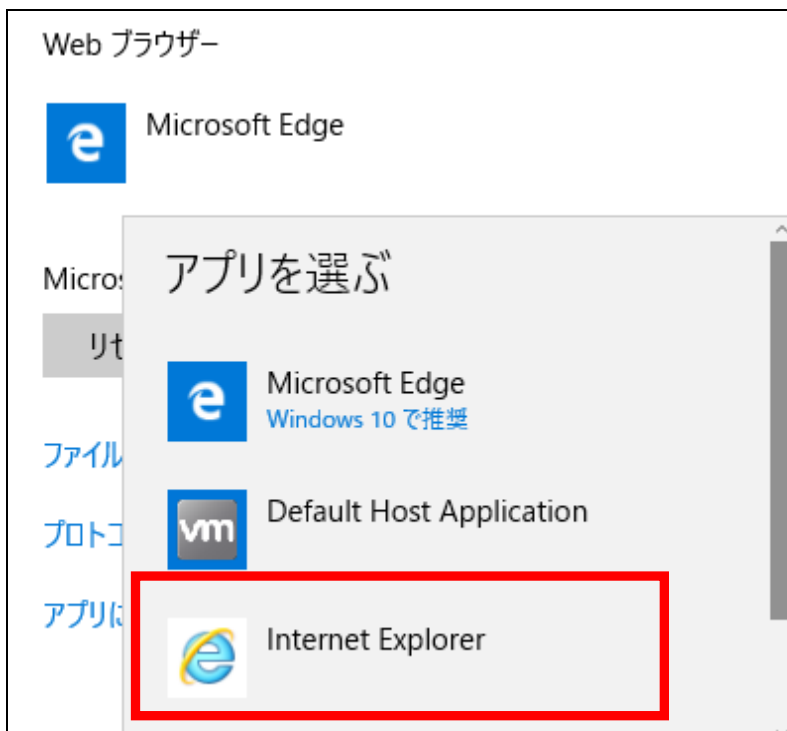 Web ブラウザー
Microsoft Edge
アプリを選ぶ
Micros
リセ
Microsoft Edge
Windows 10 で推奨
ファイル
Default Host Application
vm
プロトコ
アプリに
Internet Explorer